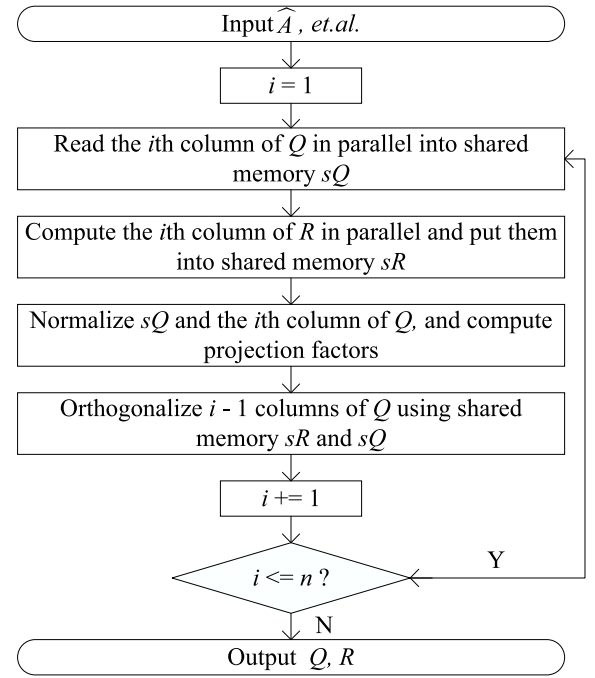 Input Â , et.al.
i = 1
Read the ith column of Q in parallel into shared
memory sQ
Compute the ith column of R in parallel and put them
into shared memory sR
Normalize sQ and the ith column of Q, and compute
projection factors
Orthogonalize i - 1 columns of Q using shared
memory sR and sQ
i += 1
i <= n ?
Y
N
Output Q, R